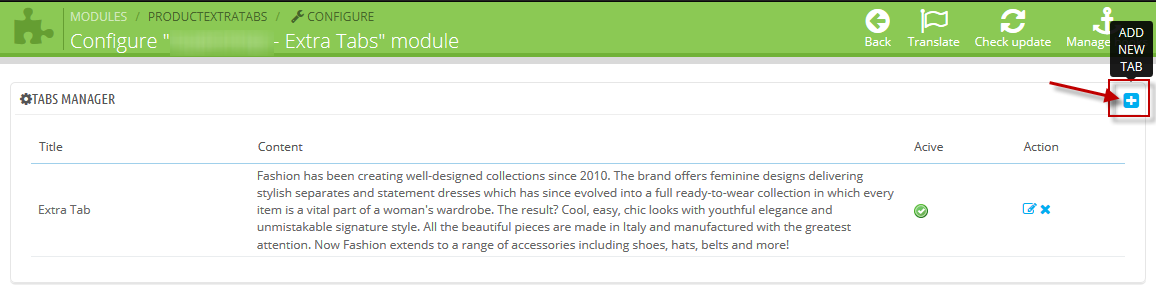 MODULES / PRODUCTEXTRATABS / CONFIGURE
Configure " - Extra Tabs" module
Back
Translate
Check update
Manage
ADD
NEW
TAB
TABS MANAGER
Title Content Acive Action
Extra Tab
Fashion has been creating well-designed collections since 2010. The brand offers feminine designs delivering
stylish separates and statement dresses which has since evolved into a full ready-to-wear collection in which every
item is a vital part of a woman's wardrobe. The result? Cool, easy, chic looks with youthful elegance and
unmistakable signature style. All the beautiful pieces are made in Italy and manufactured with the greatest
attention. Now Fashion extends to a range of accessories including shoes, hats, belts and more!